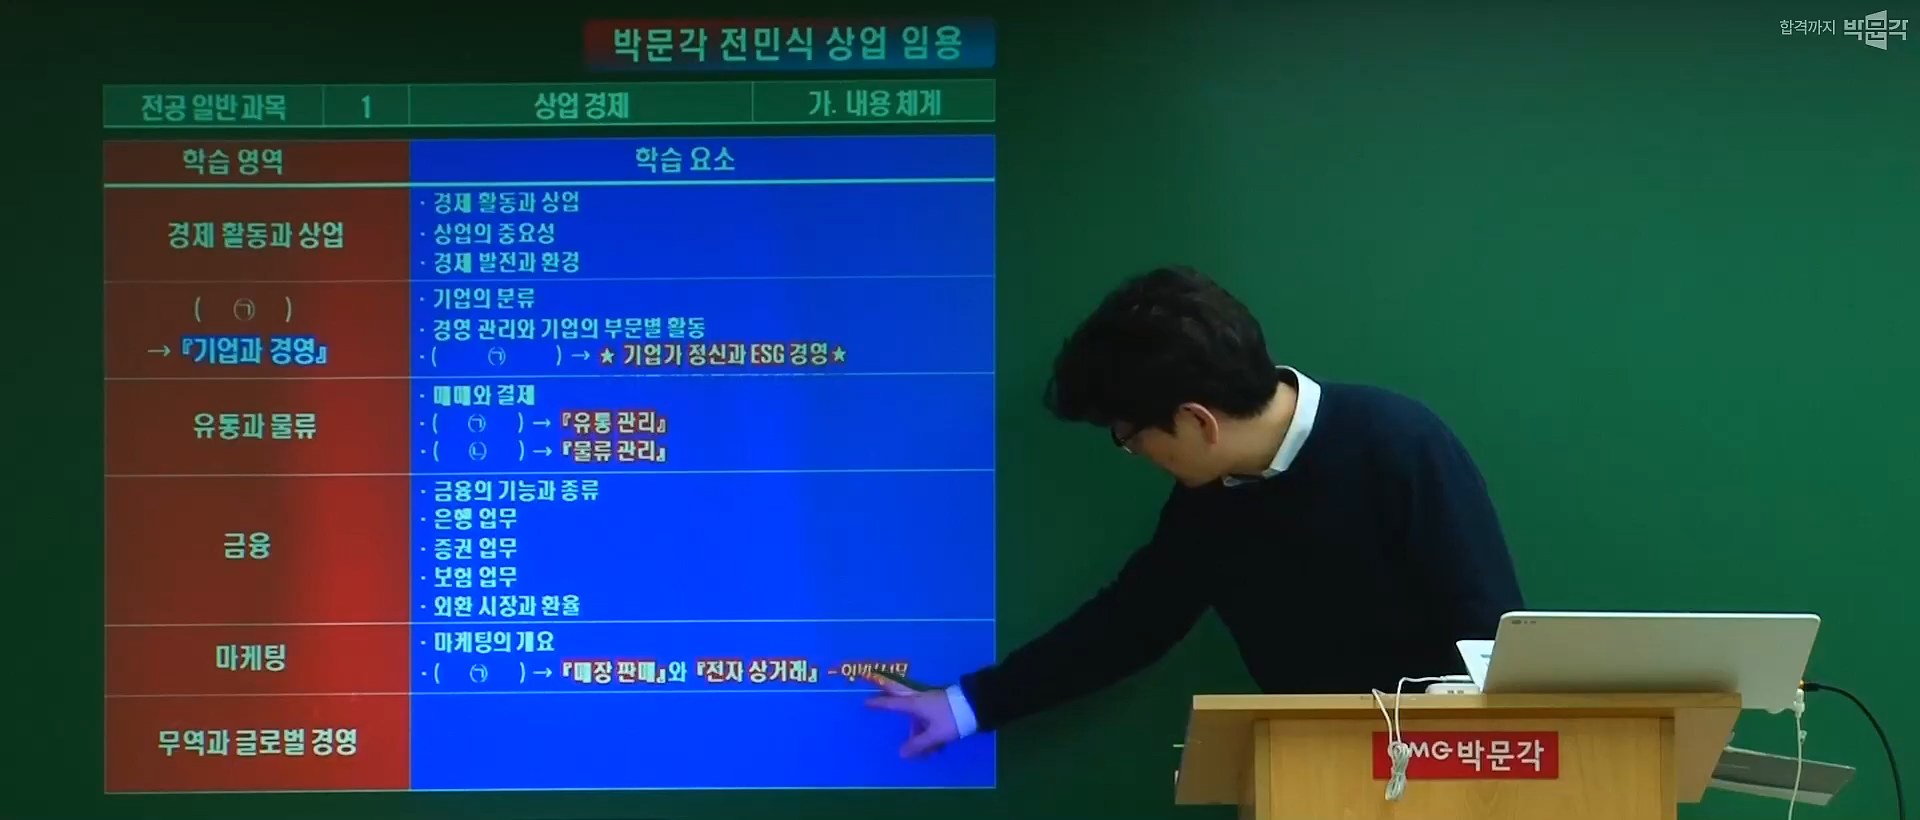 합격까지 박문각
박문각 전민식 상업 임용
전공 일반 과목 1 상업 경제 가. 내용 체계
학습 영역 학습 요소
경제 활동과 상업
· 경제 활동과 상업
· 상업의 중요성
· 경제 발전과 환경
( ㉠ )
→『기업과 경영』
· 기업의 분류
· 경영 관리와 기업의 부문별 활동
· ( ㉠ ) → ★ 기업가 정신과 ESG 경영★
유통과 물류
· 매매와 결제
· ( ㉠ ) → 『유통 관리』
· ( ㉡ ) → 『물류 관리』
금융
· 금융의 기능과 종류
· 은행 업무
· 증권 업무
· 보험 업무
· 외환 시장과 환율
마케팅
· 마케팅의 개요
· ( ㉠ ) → 『매장 판매』와 『전자 상거래』 -
무역과 글로벌 경영
박문각